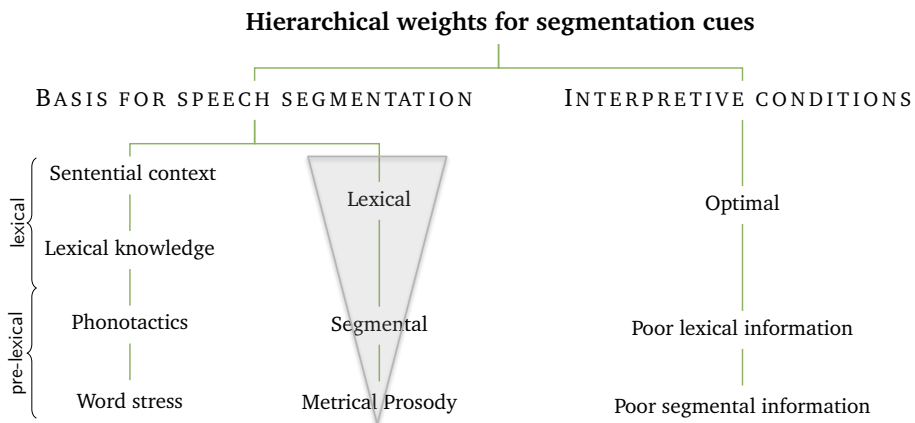 Hierarchical weights for segmentation cues
BASIS FOR SPEECH SEGMENTATION
INTERPRETIVE CONDITIONS
lexical
pre-lexical
Sentential context
Lexical knowledge
Phonotactics
Word stress
Lexical
Segmental
Metrical Prosody
Optimal
Poor lexical information
Poor segmental information